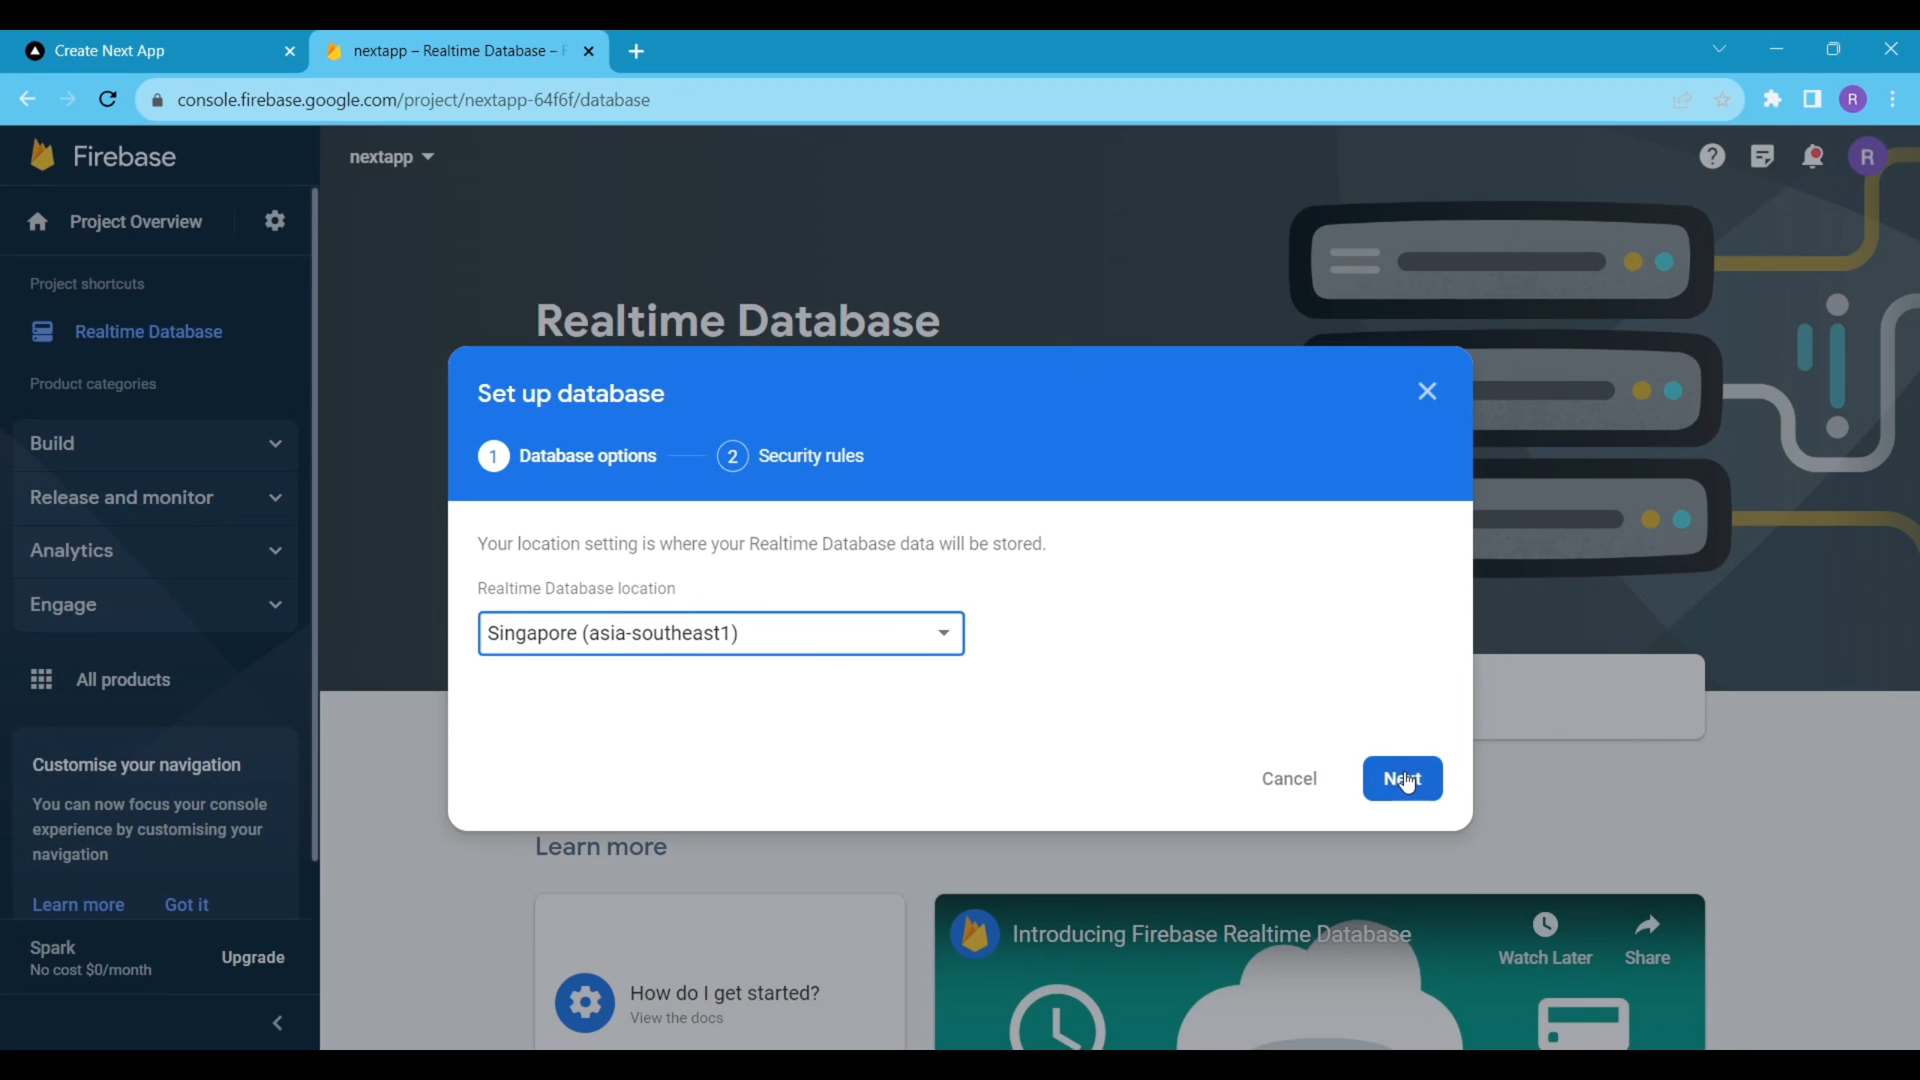 Create Next App
nextapp – Realtime Database – F
console.firebase.google.com/project/nextapp-64f6f/database
R
Firebase
nextapp
R
Project Overview
Project shortcuts
Realtime Database
Product categories
Build
Release and monitor
Analytics
Engage
All products
Customise your navigation
You can now focus your console
experience by customising your
navigation
Learn more Got it
Spark
No cost $0/month
Upgrade
Realtime Database
Set up database
1 Database options
2 Security rules
Your location setting is where your Realtime Database data will be stored.
Realtime Database location
Singapore (asia-southeast1)
Cancel
Next
Learn more
How do I get started?
View the docs
Introducing Firebase Realtime Database
Watch Later
Share